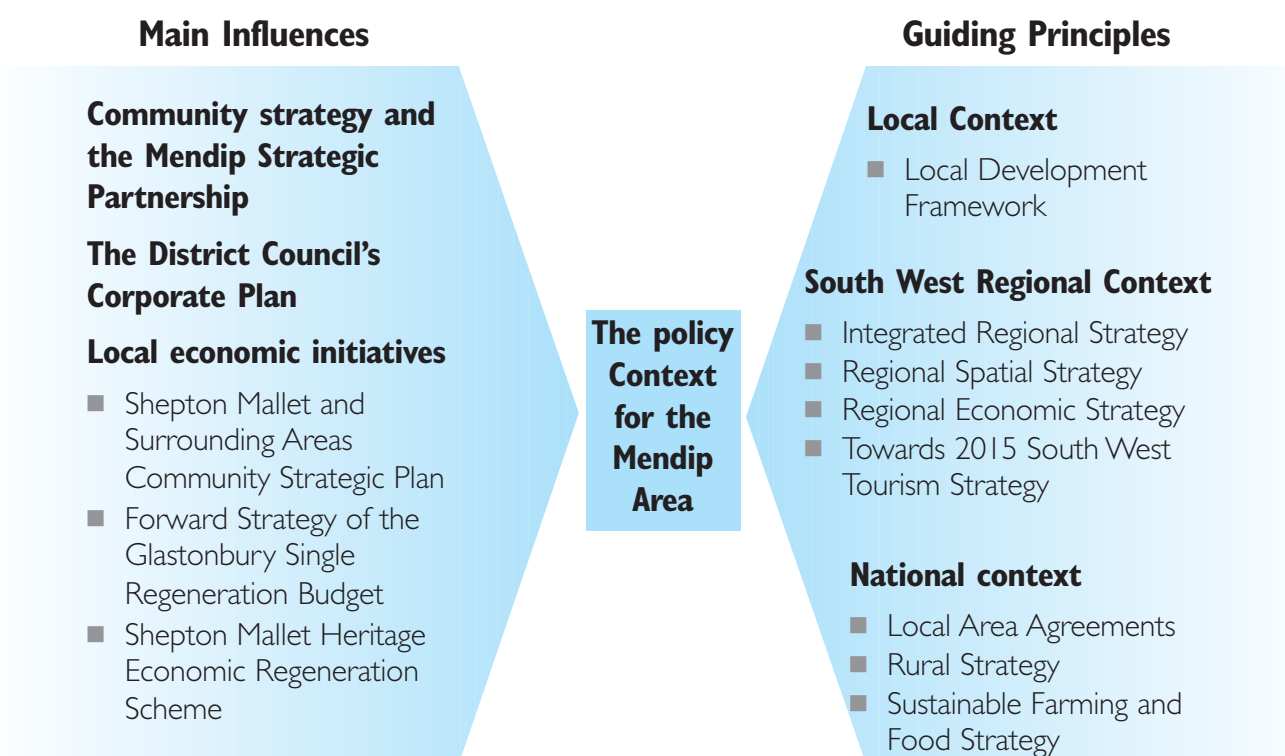 Main Influences
Community strategy and
the Mendip Strategic
Partnership
The District Council's
Corporate Plan
Local economic initiatives
■ Shepton Mallet and
Surrounding Areas
Community Strategic Plan
■ Forward Strategy of the
Glastonbury Single
Regeneration Budget
■ Shepton Mallet Heritage
Economic Regeneration
Scheme
The policy
Context
for the
Mendip
Area
Guiding Principles
Local Context
■ Local Development
Framework
South West Regional Context
■ Integrated Regional Strategy
■ Regional Spatial Strategy
■ Regional Economic Strategy
■ Towards 2015 South West
Tourism Strategy
National context
■ Local Area Agreements
■ Rural Strategy
■ Sustainable Farming and
Food Strategy